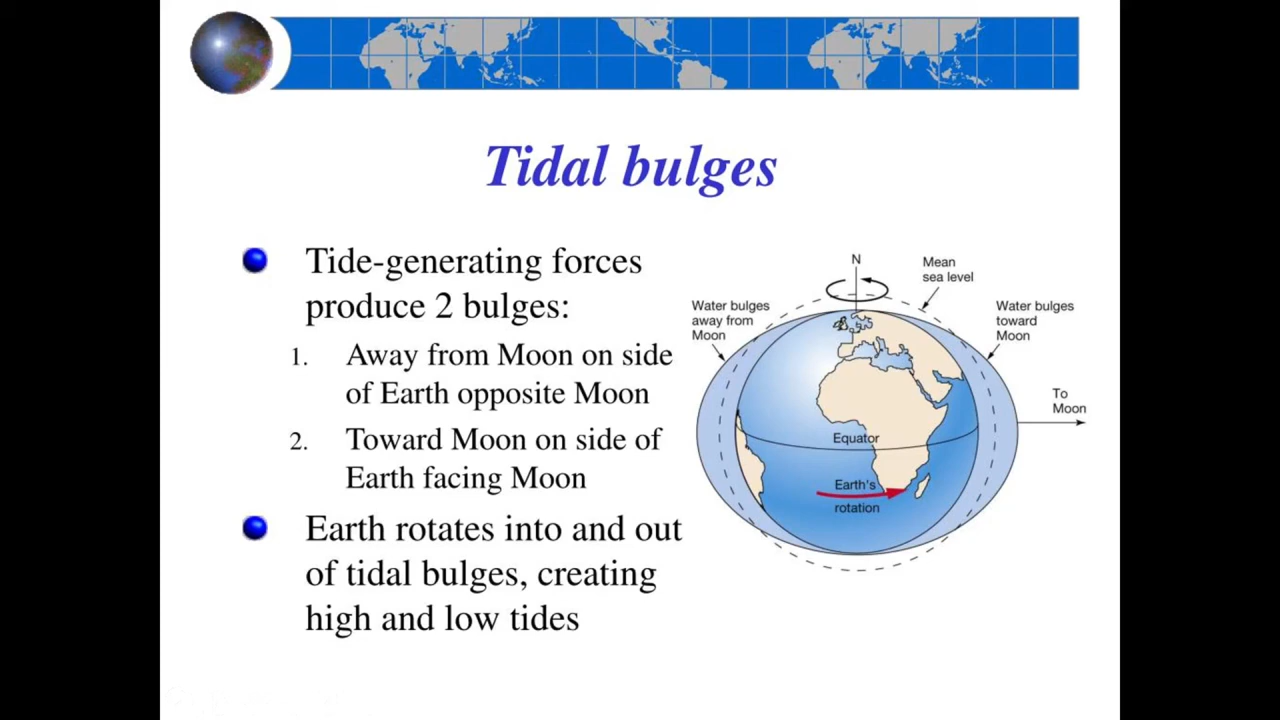 Tidal bulges
Tide-generating forces
produce 2 bulges:
1. Away from Moon on side
of Earth opposite Moon
2. Toward Moon on side of
Earth facing Moon
Earth rotates into and out
of tidal bulges, creating
high and low tides
N
Mean
sea level
Water bulges
away from
Moon
Water bulges
toward
Moon
To
Moon
Equator
Earth's
rotation